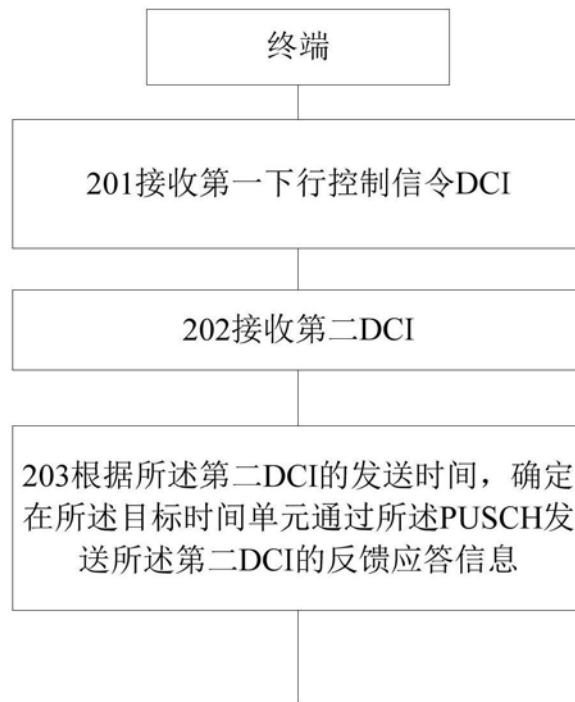 终端
201接收第一下行控制信令DCI
202接收第二DCI
203根据所述第二DCI的发送时间，确定
在所述目标时间单元通过所述PUSCH发
送所述第二DCI的反馈应答信息